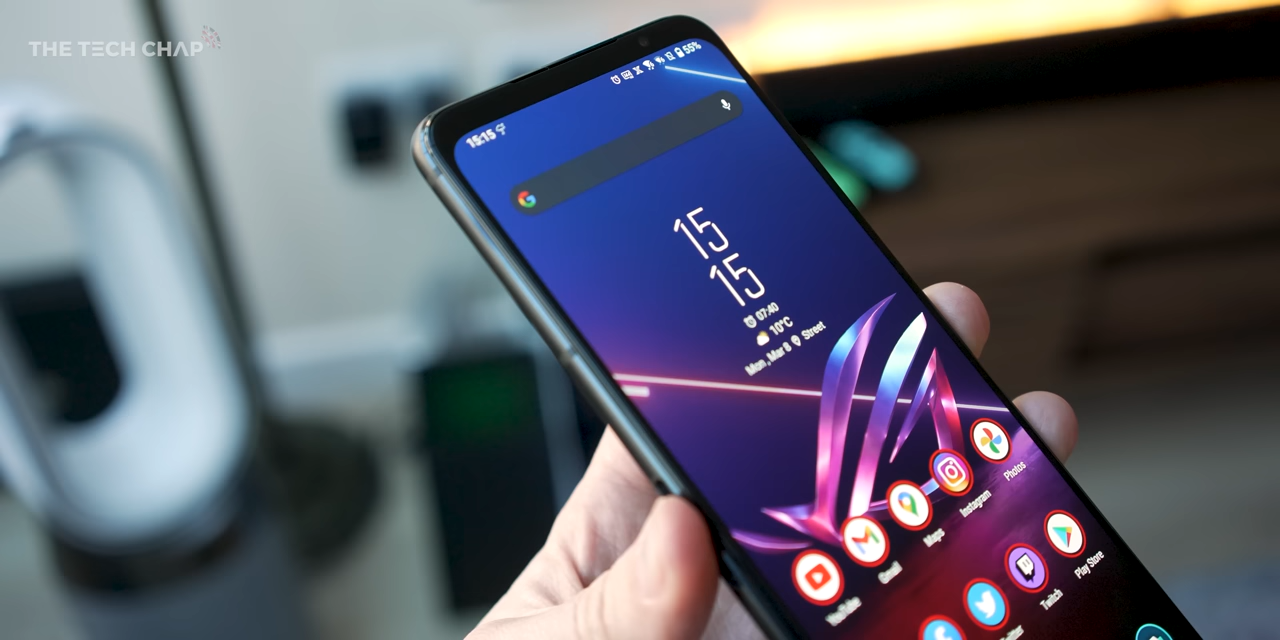 THE TECH CHAP
15:15
55%
15
15
07:40
10°C
Mon, Mar 8 Street
Photos
Instagram
Maps
Gmail
YouTube
Play Store
Twitch